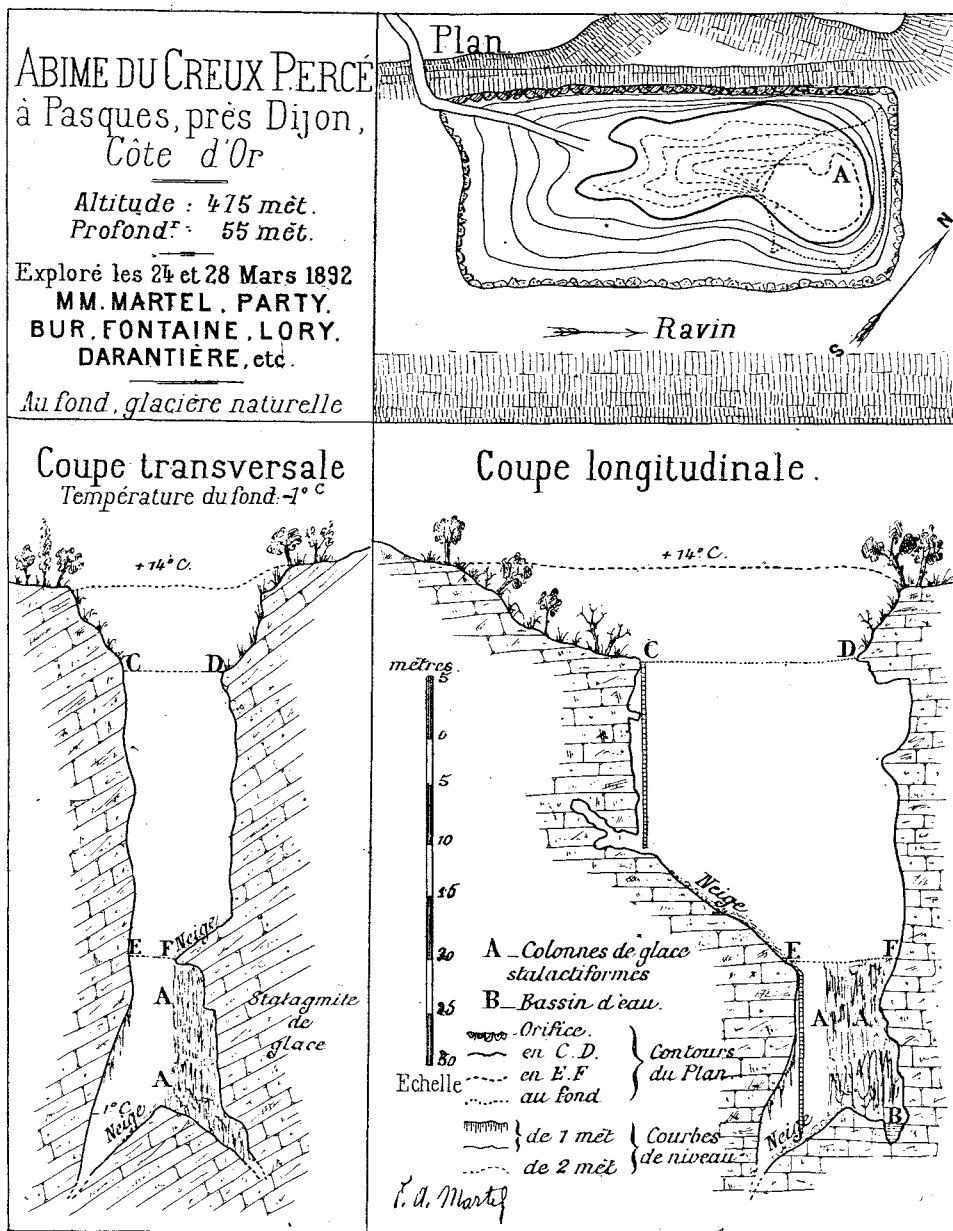 ABIME DU CREUX PERCÉ
à Pasques, près Dijon,
Côte d'Or
Altitude : 475 mèt.
Profondr : 55 mèt.
Exploré les 24 et 28 Mars 1892
MM. MARTEL, PARTY,
BUR, FONTAINE, LORY,
DARANTIÈRE, etc.
Au fond, glacière naturelle
Plan
A
N
S
Ravin
Coupe transversale
Température du fond: -1° C
+ 14° C.
C D
E F Neige
A
Stalagmite
de
glace
A
1° C.
Neige
Coupe longitudinale.
+ 14° C.
C D
mètres.
5
0
5
10
15
20
25
30
Echelle
Neige
E F
A A
B
Neige
A _ Colonnes de glace
stalactiformes
B _ Bassin d'eau.
Orifice.
en C.D.
en E.F
au fond
Contours
du Plan
de 1 mèt
de 2 mèt
Courbes
de niveau
E. A. Martel